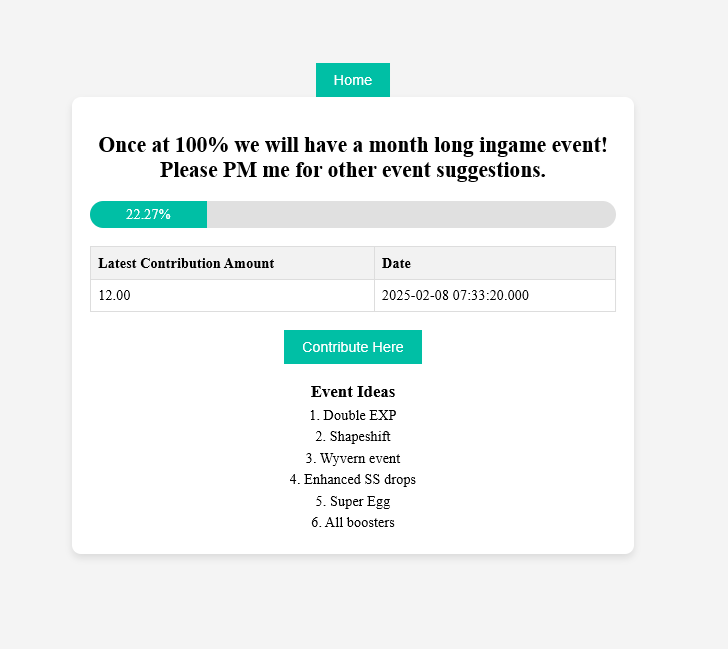 Home
Once at 100% we will have a month long ingame event!
Please PM me for other event suggestions.
22.27%
Latest Contribution Amount Date
12.00 2025-02-08 07:33:20.000
Contribute Here
Event Ideas
1. Double EXP
2. Shapeshift
3. Wyvern event
4. Enhanced SS drops
5. Super Egg
6. All boosters